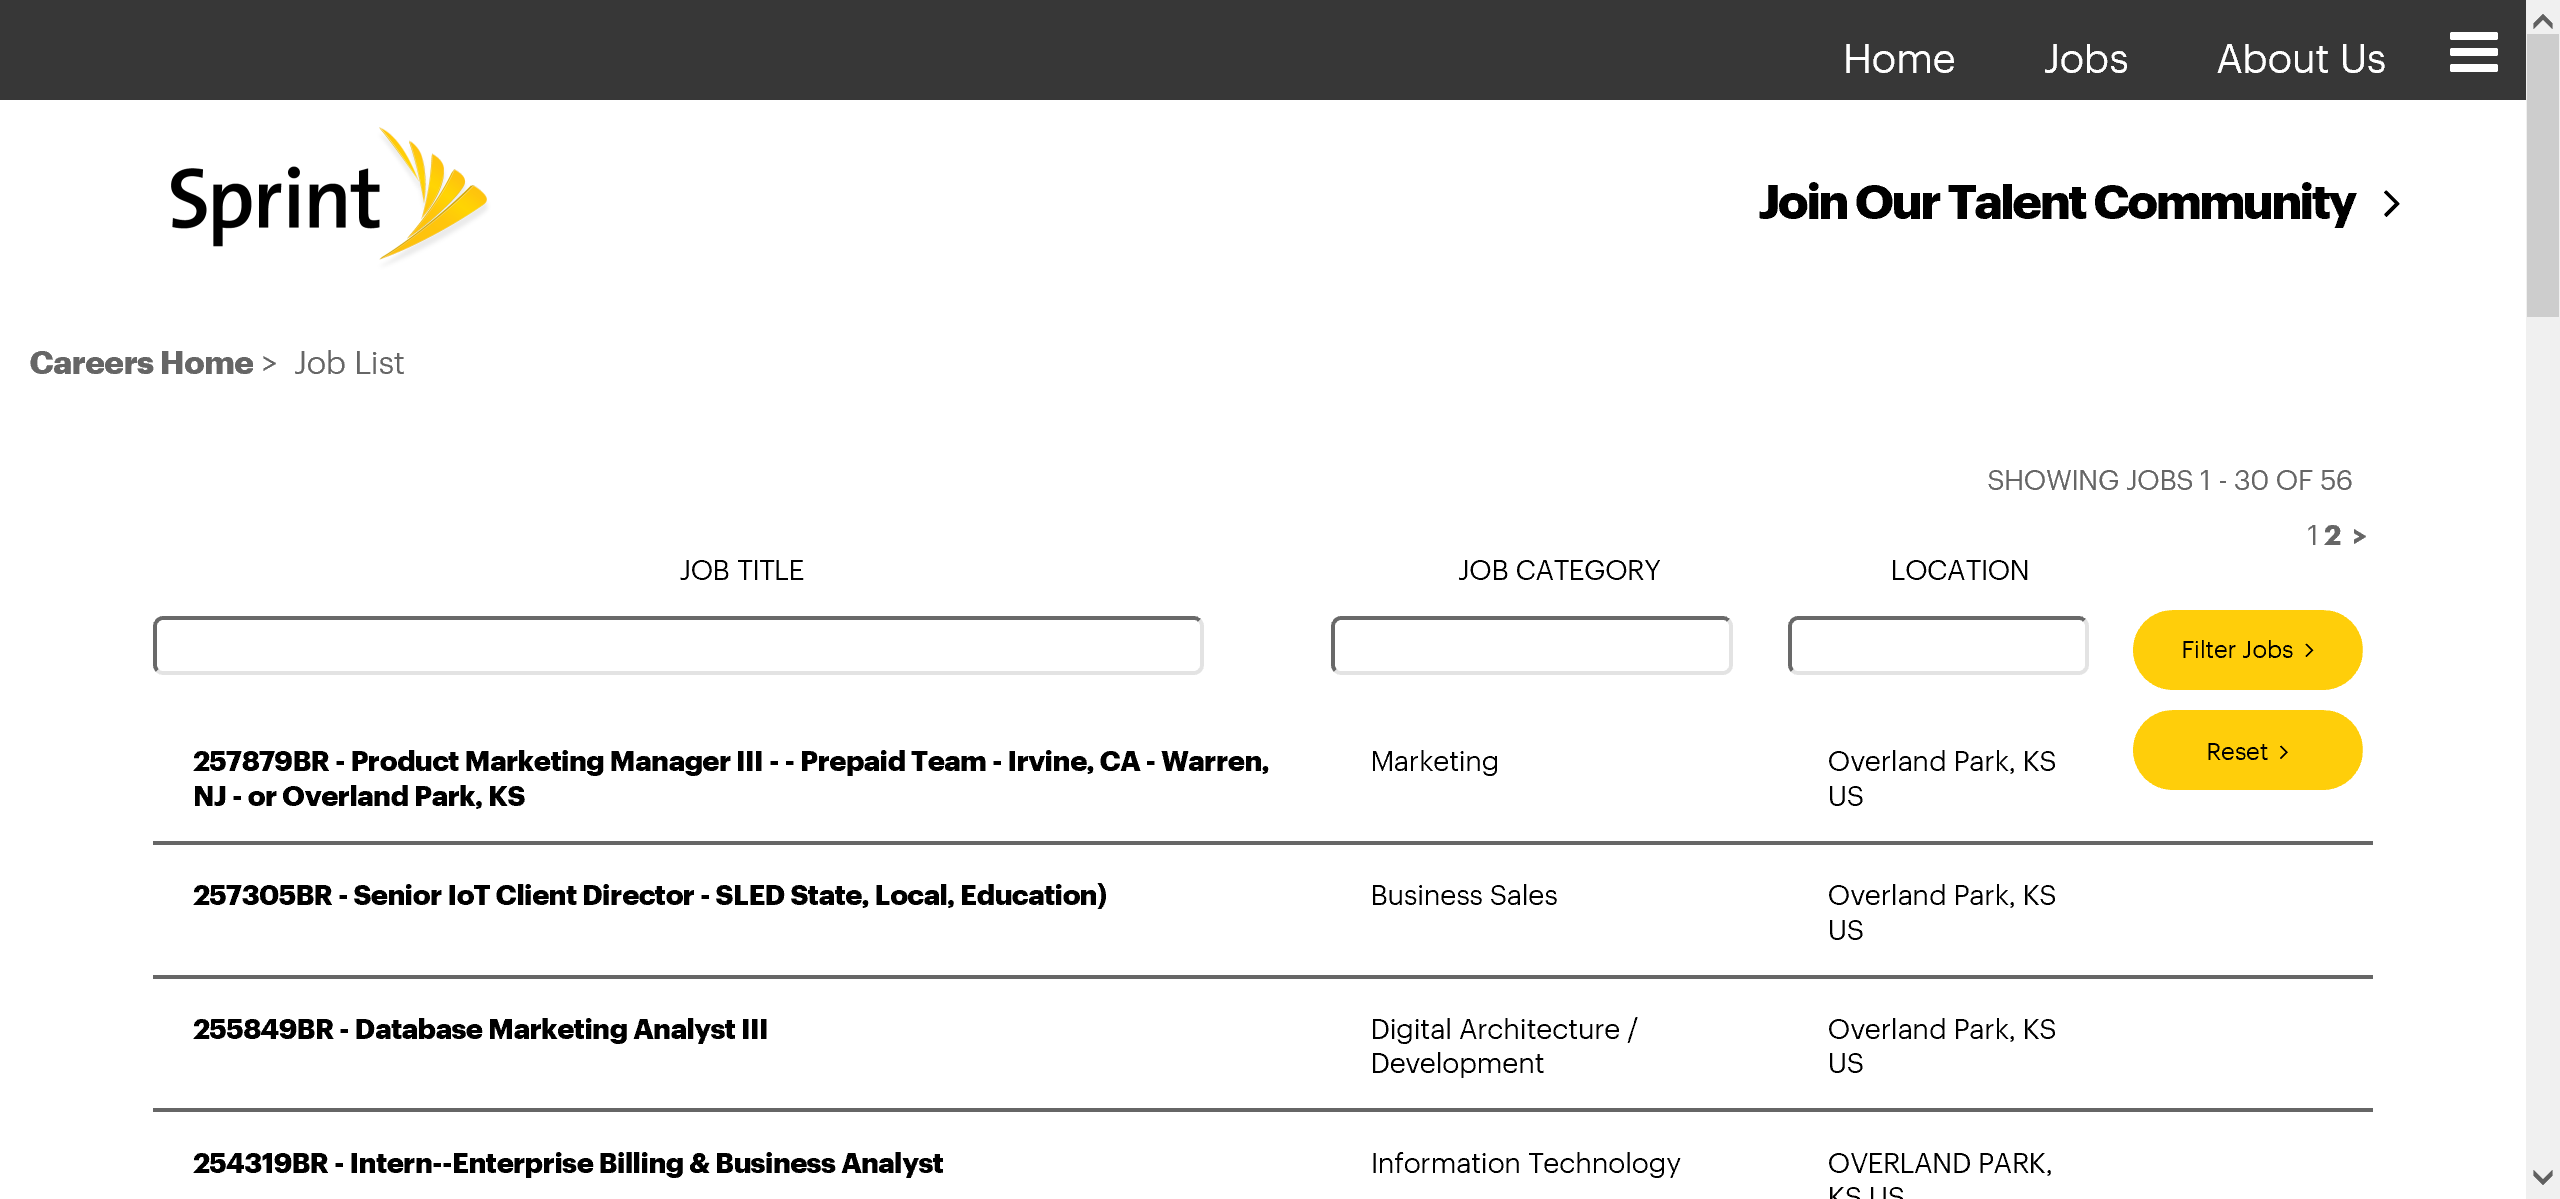 Home Jobs About Us
Sprint
Join Our Talent Community >
Careers Home > Job List
SHOWING JOBS 1 - 30 OF 56
1 2 >
JOB TITLE JOB CATEGORY LOCATION
Filter Jobs >
Reset >
257879BR - Product Marketing Manager III - - Prepaid Team - Irvine, CA - Warren,
NJ - or Overland Park, KS
Marketing
Overland Park, KS
US
257305BR - Senior IoT Client Director - SLED State, Local, Education)
Business Sales
Overland Park, KS
US
255849BR - Database Marketing Analyst III
Digital Architecture /
Development
Overland Park, KS
US
254319BR - Intern--Enterprise Billing & Business Analyst
Information Technology
OVERLAND PARK,
KS US